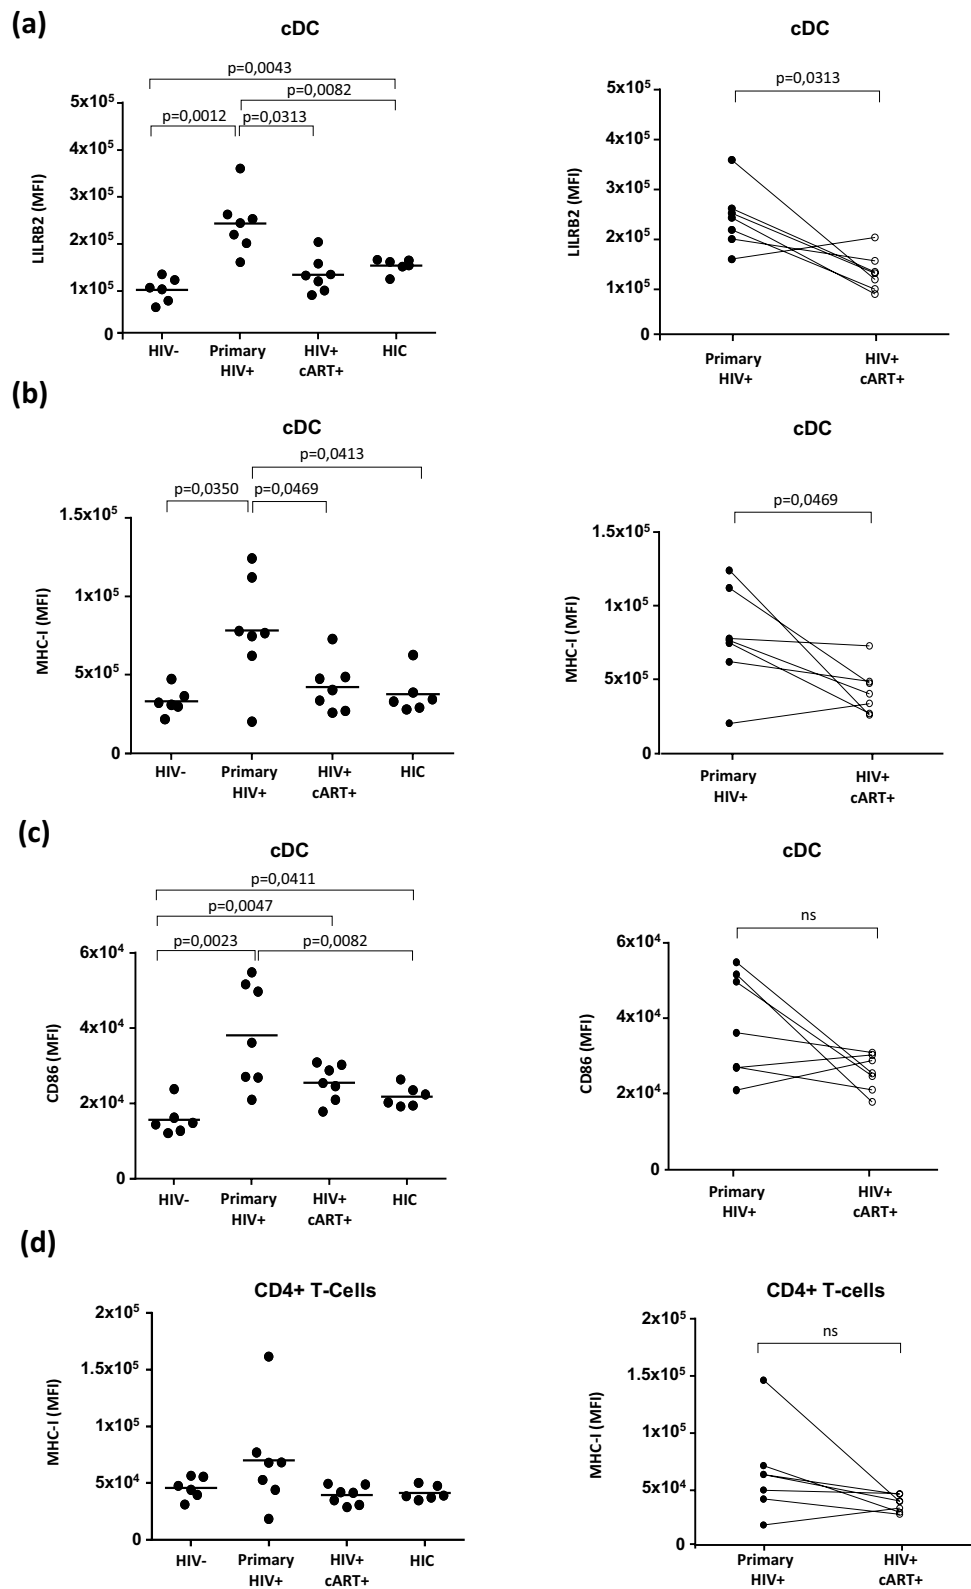 (a)
cDC
cDC
p=0,0043
p=0,0082
p=0,0012
p=0,0313
p=0,0313
LILRB2 (MFI)
5x10⁵
4x10⁵
3x10⁵
2x10⁵
1x10⁵
0
HIV-
Primary
HIV+
HIV+
cART+
HIC
LILRB2 (MFI)
5x10⁵
4x10⁵
3x10⁵
2x10⁵
1x10⁵
0
Primary
HIV+
HIV+
cART+
(b)
cDC
cDC
p=0,0413
p=0,0350
p=0,0469
p=0,0469
MHC-I (MFI)
1.5x10⁵
1x10⁵
5x10⁴
0
HIV-
Primary
HIV+
HIV+
cART+
HIC
MHC-I (MFI)
1.5x10⁵
1x10⁵
5x10⁴
0
Primary
HIV+
HIV+
cART+
(c)
cDC
cDC
p=0,0411
p=0,0047
p=0,0023
p=0,0082
ns
CD86 (MFI)
6x10⁴
4x10⁴
2x10⁴
0
HIV-
Primary
HIV+
HIV+
cART+
HIC
CD86 (MFI)
6x10⁴
4x10⁴
2x10⁴
0
Primary
HIV+
HIV+
cART+
(d)
CD4+ T-Cells
CD4+ T-cells
ns
MHC-I (MFI)
2x10⁵
1.5x10⁵
1x10⁵
5x10⁴
0
HIV-
Primary
HIV+
HIV+
cART+
HIC
MHC-I (MFI)
2x10⁵
1.5x10⁵
1x10⁵
5x10⁴
0
Primary
HIV+
HIV+
cART+